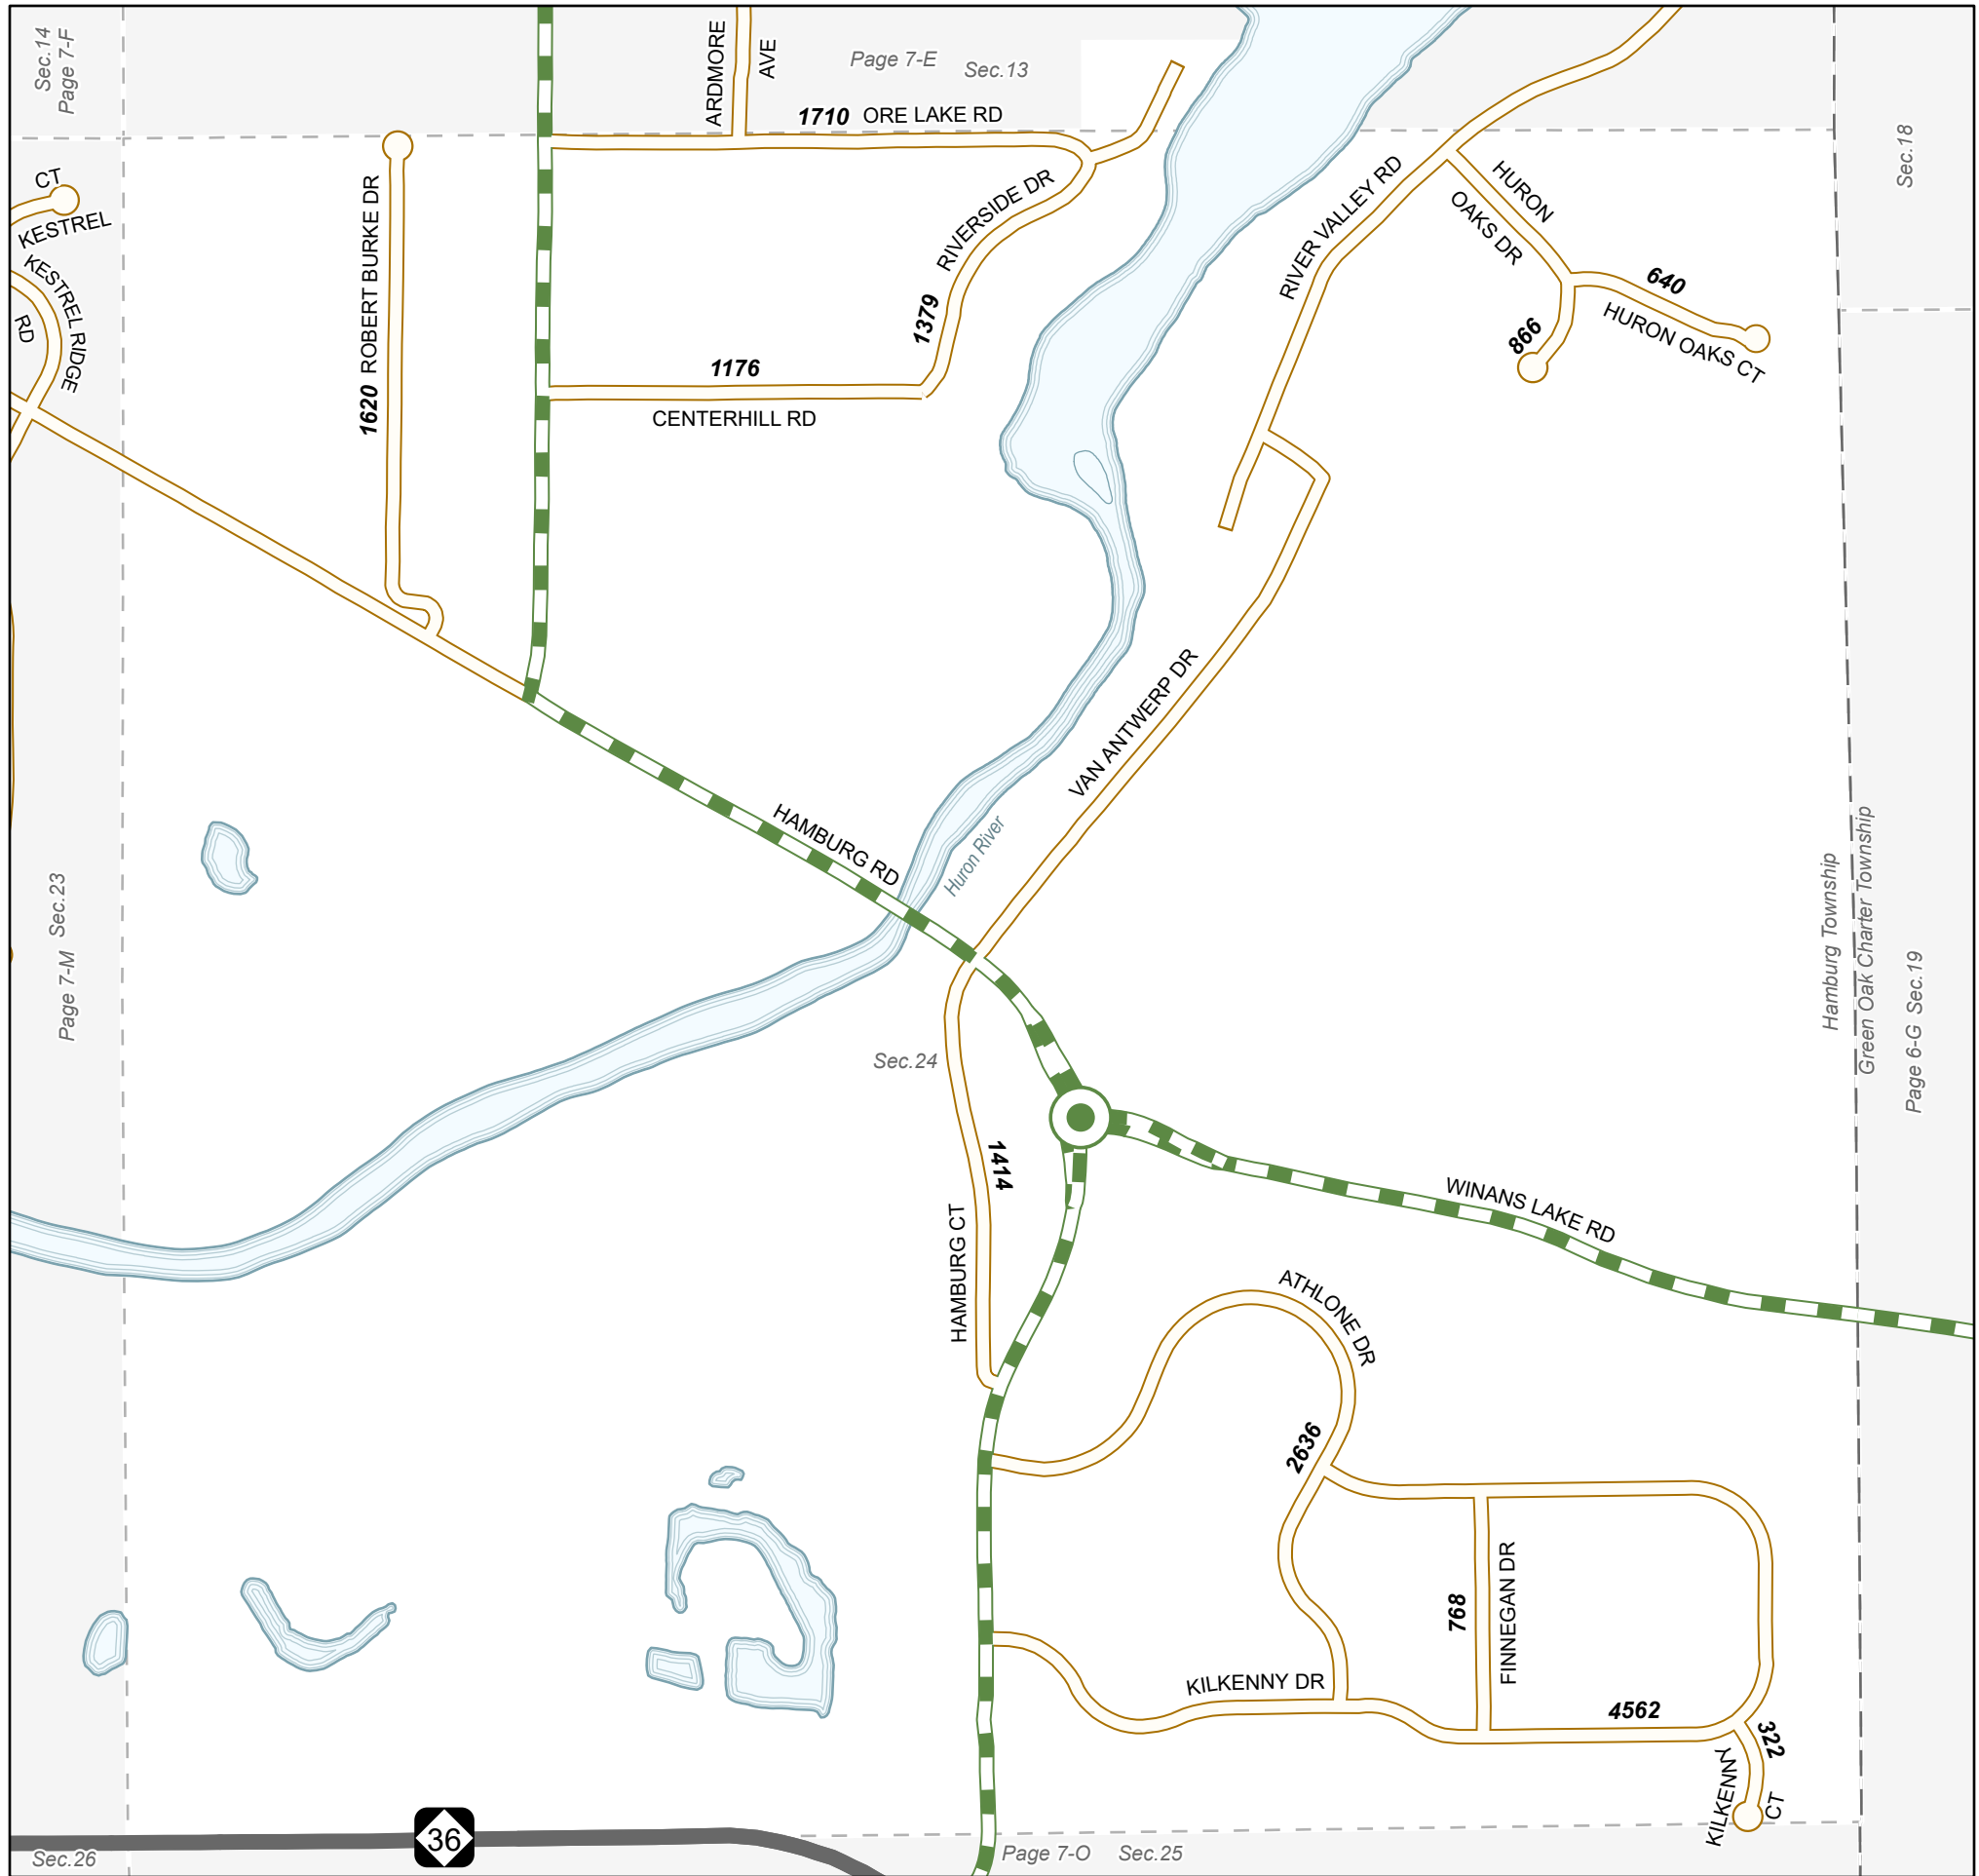 Sec.14
Page 7-F
ARDMORE
AVE
Page 7-E
Sec.13
1710 ORE LAKE RD
Sec.18
CT
KESTREL
KESTREL RIDGE
RD
1620 ROBERT BURKE DR
RIVERSIDE DR
1379
1176
CENTERHILL RD
RIVER VALLEY RD
HURON
OAKS DR
640
HURON OAKS CT
866
VAN ANTWERP DR
HAMBURG RD
Huron River
Page 7-M Sec.23
Hamburg Township
Green Oak Charter Township
Page 6-G Sec.19
Sec.24
1414
HAMBURG CT
WINANS LAKE RD
ATHLONE DR
2636
768
FINNEGAN DR
KILKENNY DR
4562
322
KILKENNY
CT
36
Sec.26
Page 7-O
Sec.25